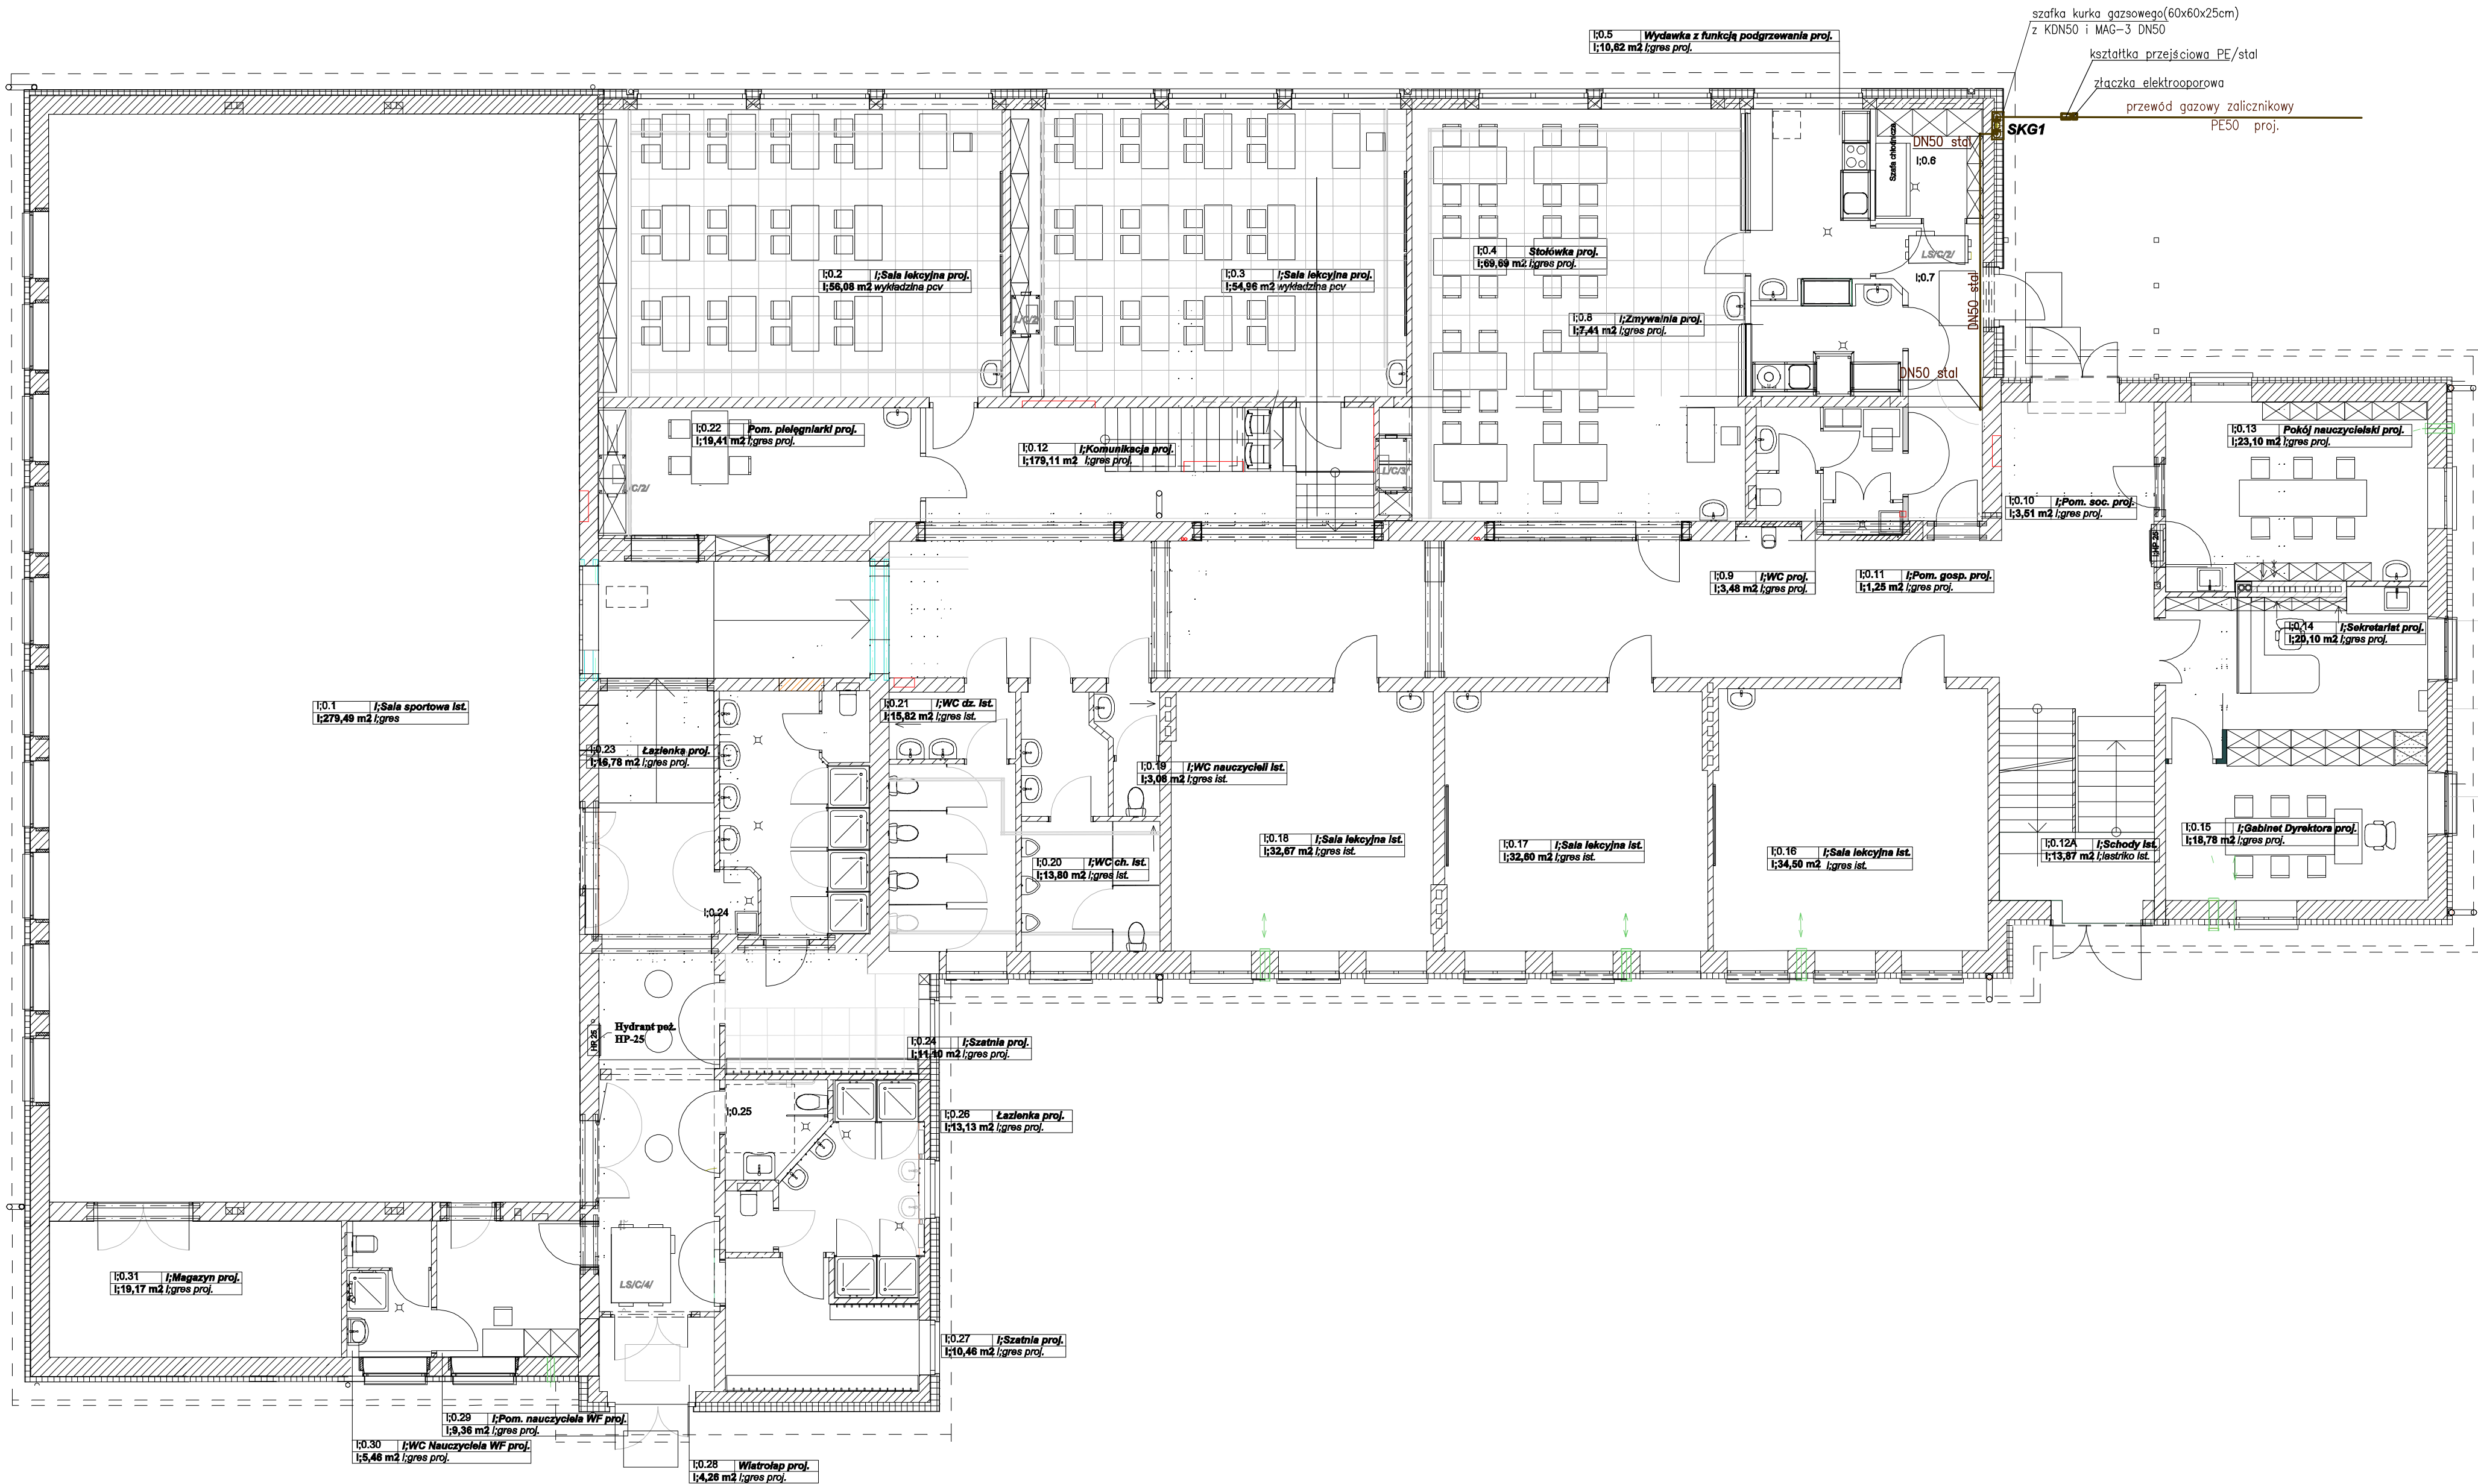 szafka kurka gazsowego(60x60x25cm)
z KDN50 i MAG-3 DN50
kształtka przejściowa PE/stal
złączka elektrooporowa
przewód gazowy zalicznikowy
PE50 proj.
SKG1
I;0.5 Wydawka z funkcją podgrzewania proj.
I;10,62 m2 I;gres proj.
DN50 stal
Szafa chłodnicza
I;0.6
LS/C/2/
I;0.7
DN50 stal
DN50 stal
I;0.2 I;Sala lekcyjna proj.
I;56,08 m2 wykładzina pcv
I;0.3 I;Sala lekcyjna proj.
I;54,96 m2 wykładzina pcv
I;0.4 Stołówka proj.
I;69,69 m2 I;gres proj.
I;0.8 I;Zmywalnia proj.
I;7,41 m2 I;gres proj.
L/C/2/
I;0.22 Pom. pielęgniarki proj.
I;19,41 m2 I;gres proj.
I;0.12 I;Komunikacja proj.
I;179,11 m2 I;gres proj.
L/C/2/
L/C/3/
I;0.13 Pokój nauczycielski proj.
I;23,10 m2 I;gres proj.
I;0.10 I;Pom. soc. proj.
I;3,51 m2 I;gres proj.
HP 25
I;0.9 I;WC proj.
I;3,48 m2 I;gres proj.
I;0.11 I;Pom. gosp. proj.
I;1,25 m2 I;gres proj.
I;0.14 I;Sekretariat proj.
I;20,10 m2 I;gres proj.
I;0.1 I;Sala sportowa ist.
I;279,49 m2 I;gres
I;0.21 I;WC dz. ist.
I;15,82 m2 I;gres ist.
I;0.23 Łazienka proj.
I;16,78 m2 I;gres proj.
I;0.19 I;WC nauczycieli ist.
I;3,08 m2 I;gres ist.
I;0.18 I;Sala lekcyjna ist.
I;32,67 m2 I;gres ist.
I;0.17 I;Sala lekcyjna ist.
I;32,60 m2 I;gres ist.
I;0.16 I;Sala lekcyjna ist.
I;34,50 m2 I;gres ist.
I;0.12A I;Schody ist.
I;13,87 m2 I;lastriko ist.
I;0.15 I;Gabinet Dyrektora proj.
I;18,78 m2 I;gres proj.
I;0.20 I;WC ch. ist.
I;13,80 m2 I;gres ist.
I;0.24
Hydrant poż.
HP-25
HP 25
I;0.24 I;Szatnia proj.
I;11,10 m2 I;gres proj.
I;0.25
I;0.26 Łazienka proj.
I;13,13 m2 I;gres proj.
I;0.31 I;Magazyn proj.
I;19,17 m2 I;gres proj.
LS/C/4/
I;0.27 I;Szatnia proj.
I;10,46 m2 I;gres proj.
I;0.29 I;Pom. nauczyciela WF proj.
I;9,36 m2 I;gres proj.
I;0.30 I;WC Nauczyciela WF proj.
I;5,46 m2 I;gres proj.
I;0.28 Wiatrołap proj.
I;4,26 m2 I;gres proj.